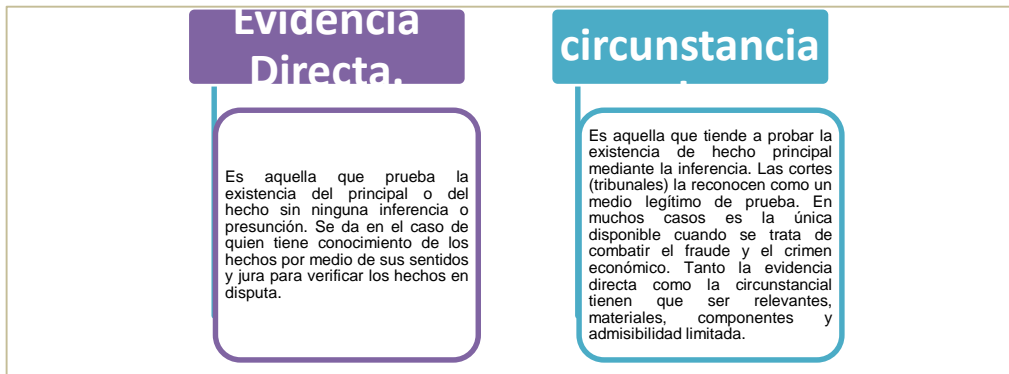 Evidencia
Directa.
Es aquella que prueba la
existencia del principal o del
hecho sin ninguna inferencia o
presunción. Se da en el caso de
quien tiene conocimiento de los
hechos por medio de sus sentidos
y jura para verificar los hechos en
disputa.
circunstancia
Es aquella que tiende a probar la
existencia de hecho principal
mediante la inferencia. Las cortes
(tribunales) la reconocen como un
medio legítimo de prueba. En
muchos casos es la única
disponible cuando se trata de
combatir el fraude y el crimen
económico. Tanto la evidencia
directa como la circunstancial
tienen que ser relevantes,
materiales, componentes y
admisibilidad limitada.